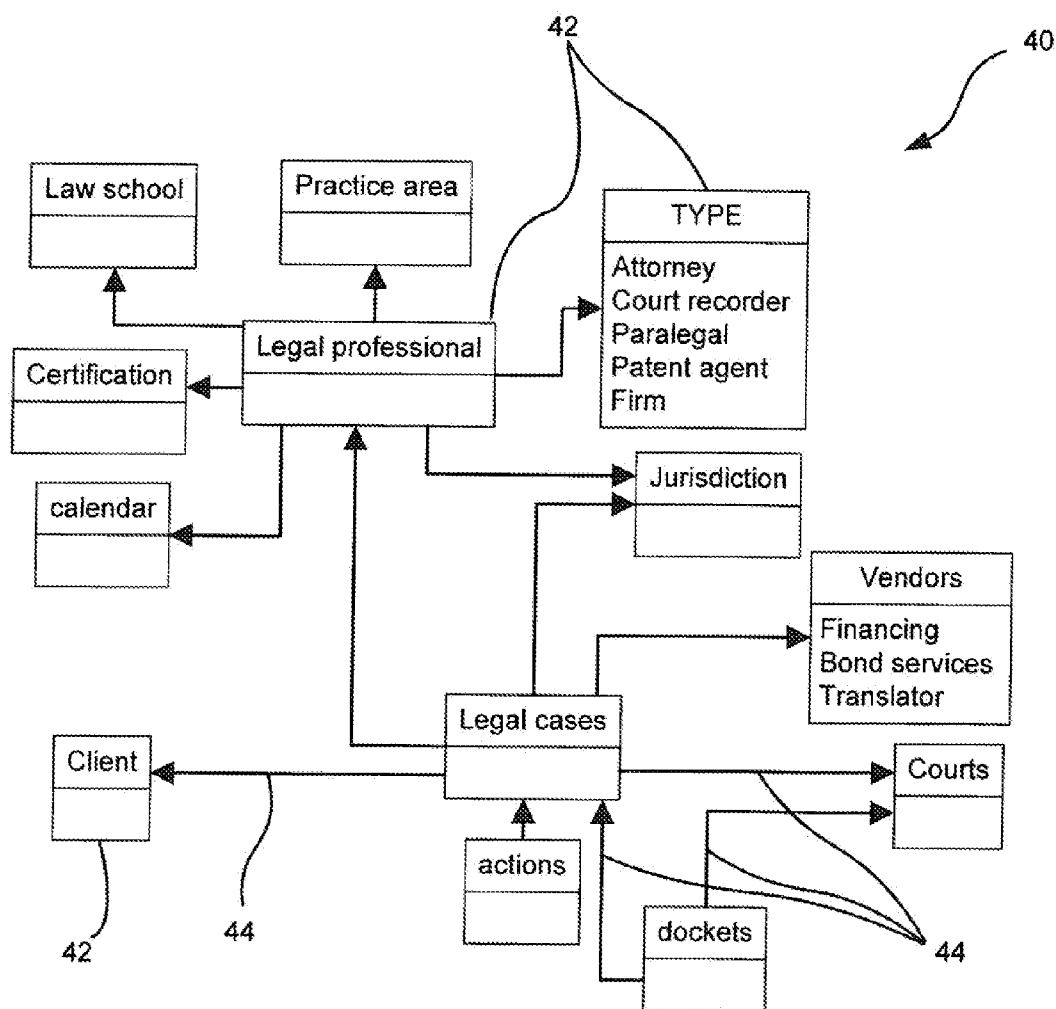 42
40
Law school
Practice area
TYPE
Attorney
Court recorder
Paralegal
Patent agent
Firm
Legal professional
Certification
calendar
Jurisdiction
Vendors
Financing
Bond services
Translator
Legal cases
Client
Courts
actions
dockets
42
44
44